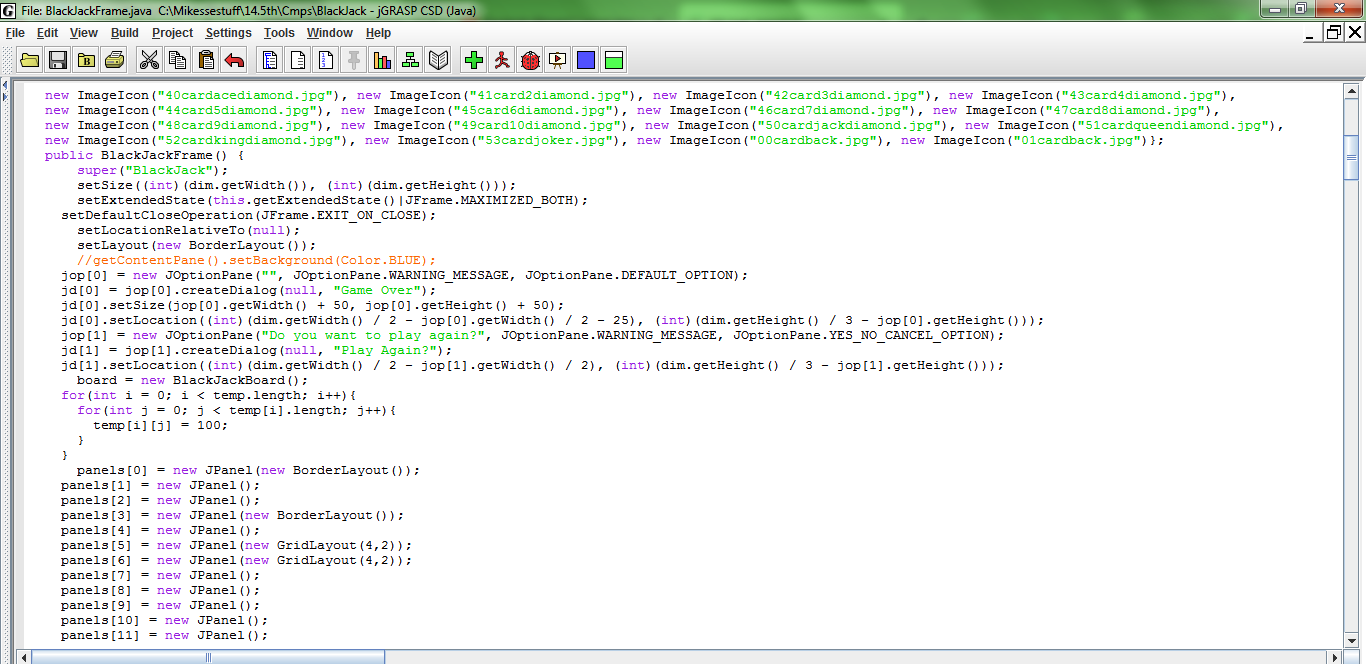 File: BlackJackFrame.java  C:\Mikessestuff\14.5th\Cmps\BlackJack - jGRASP CSD (Java)
File Edit View Build Project Settings Tools Window Help
new ImageIcon("40cardacediamond.jpg"), new ImageIcon("41card2diamond.jpg"), new ImageIcon("42card3diamond.jpg"), new ImageIcon("43card4diamond.jpg"),
new ImageIcon("44card5diamond.jpg"), new ImageIcon("45card6diamond.jpg"), new ImageIcon("46card7diamond.jpg"), new ImageIcon("47card8diamond.jpg"),
new ImageIcon("48card9diamond.jpg"), new ImageIcon("49card10diamond.jpg"), new ImageIcon("50cardjackdiamond.jpg"), new ImageIcon("51cardqueendiamond.jpg"),
new ImageIcon("52cardkingdiamond.jpg"), new ImageIcon("53cardjoker.jpg"), new ImageIcon("00cardback.jpg"), new ImageIcon("01cardback.jpg")};
public BlackJackFrame() {
super("BlackJack");
setSize((int)(dim.getWidth()), (int)(dim.getHeight()));
setExtendedState(this.getExtendedState()|JFrame.MAXIMIZED_BOTH);
setDefaultCloseOperation(JFrame.EXIT_ON_CLOSE);
setLocationRelativeTo(null);
setLayout(new BorderLayout());
//getContentPane().setBackground(Color.BLUE);
jop[0] = new JOptionPane("", JOptionPane.WARNING_MESSAGE, JOptionPane.DEFAULT_OPTION);
jd[0] = jop[0].createDialog(null, "Game Over");
jd[0].setSize(jop[0].getWidth() + 50, jop[0].getHeight() + 50);
jd[0].setLocation((int)(dim.getWidth() / 2 - jop[0].getWidth() / 2 - 25), (int)(dim.getHeight() / 3 - jop[0].getHeight()));
jop[1] = new JOptionPane("Do you want to play again?", JOptionPane.WARNING_MESSAGE, JOptionPane.YES_NO_CANCEL_OPTION);
jd[1] = jop[1].createDialog(null, "Play Again?");
jd[1].setLocation((int)(dim.getWidth() / 2 - jop[1].getWidth() / 2), (int)(dim.getHeight() / 3 - jop[1].getHeight()));
board = new BlackJackBoard();
for(int i = 0; i < temp.length; i++){
for(int j = 0; j < temp[i].length; j++){
temp[i][j] = 100;
}
}
panels[0] = new JPanel(new BorderLayout());
panels[1] = new JPanel();
panels[2] = new JPanel();
panels[3] = new JPanel(new BorderLayout());
panels[4] = new JPanel();
panels[5] = new JPanel(new GridLayout(4,2));
panels[6] = new JPanel(new GridLayout(4,2));
panels[7] = new JPanel();
panels[8] = new JPanel();
panels[9] = new JPanel();
panels[10] = new JPanel();
panels[11] = new JPanel();